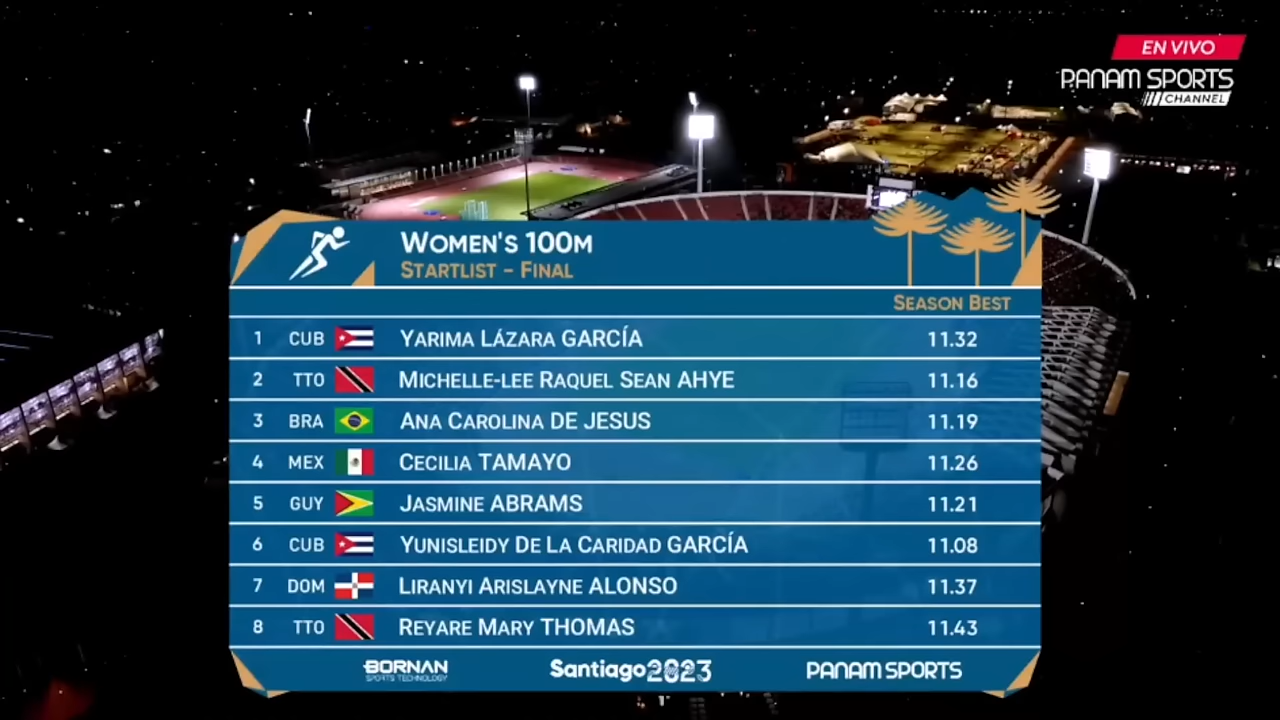 EN VIVO
PANAM SPORTS
CHANNEL
WOMEN'S 100M
STARTLIST - FINAL
SEASON BEST
1 CUB YARIMA LÁZARA GARCÍA 11.32
2 TTO MICHELLE-LEE RAQUEL SEAN AHYE 11.16
3 BRA ANA CAROLINA DE JESUS 11.19
4 MEX CECILIA TAMAYO 11.26
5 GUY JASMINE ABRAMS 11.21
6 CUB YUNISLEIDY DE LA CARIDAD GARCÍA 11.08
7 DOM LIRANYI ARISLAYNE ALONSO 11.37
8 TTO REYARE MARY THOMAS 11.43
BORNAN
SPORTS TECHNOLOGY
Santiago2023
PANAM SPORTS